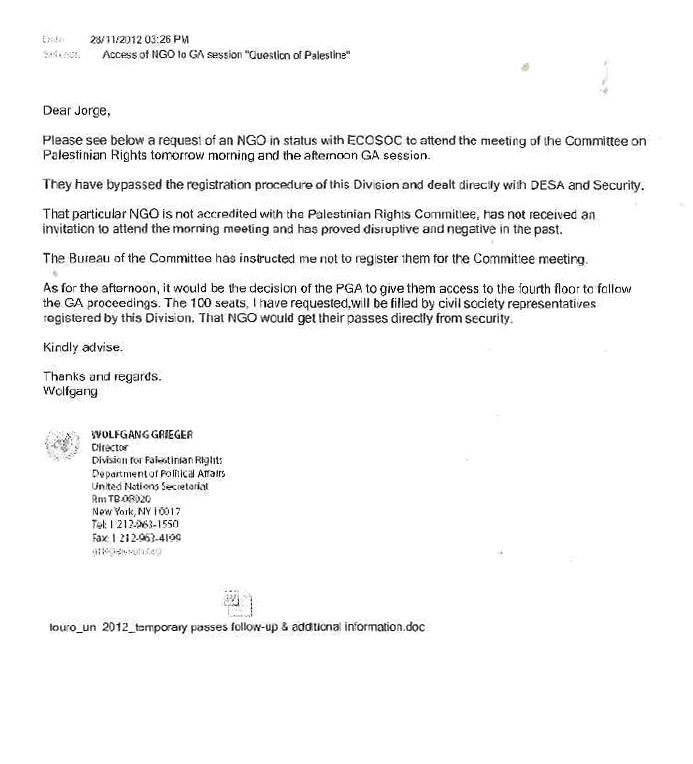 Date: 28/11/2012 03:26 PM
Subject: Access of NGO to GA session "Question of Palestine"
Dear Jorge,
Please see below a request of an NGO in status with ECOSOC to attend the meeting of the Committee on
Palestinian Rights tomorrow morning and the afternoon GA session.
They have bypassed the registration procedure of this Division and dealt directly with DESA and Security.
That particular NGO is not accredited with the Palestinian Rights Committee, has not received an
invitation to attend the morning meeting and has proved disruptive and negative in the past.
The Bureau of the Committee has instructed me not to register them for the Committee meeting.
As for the afternoon, it would be the decision of the PGA to give them access to the fourth floor to follow
the GA proceedings. The 100 seats, I have requested,will be filled by civil society representatives
registered by this Division. That NGO would get their passes directly from security.
Kindly advise.
Thanks and regards.
Wolfgang
WOLFGANG GRIEGER
Director
Division for Palestinian Rights
Department of Political Affairs
United Nations Secretariat
Rm TB-08020
New York, NY 10017
Tel: 1 212-963-1550
Fax: 1 212-963-4199
touro_un 2012_temporary passes follow-up & additional information.doc